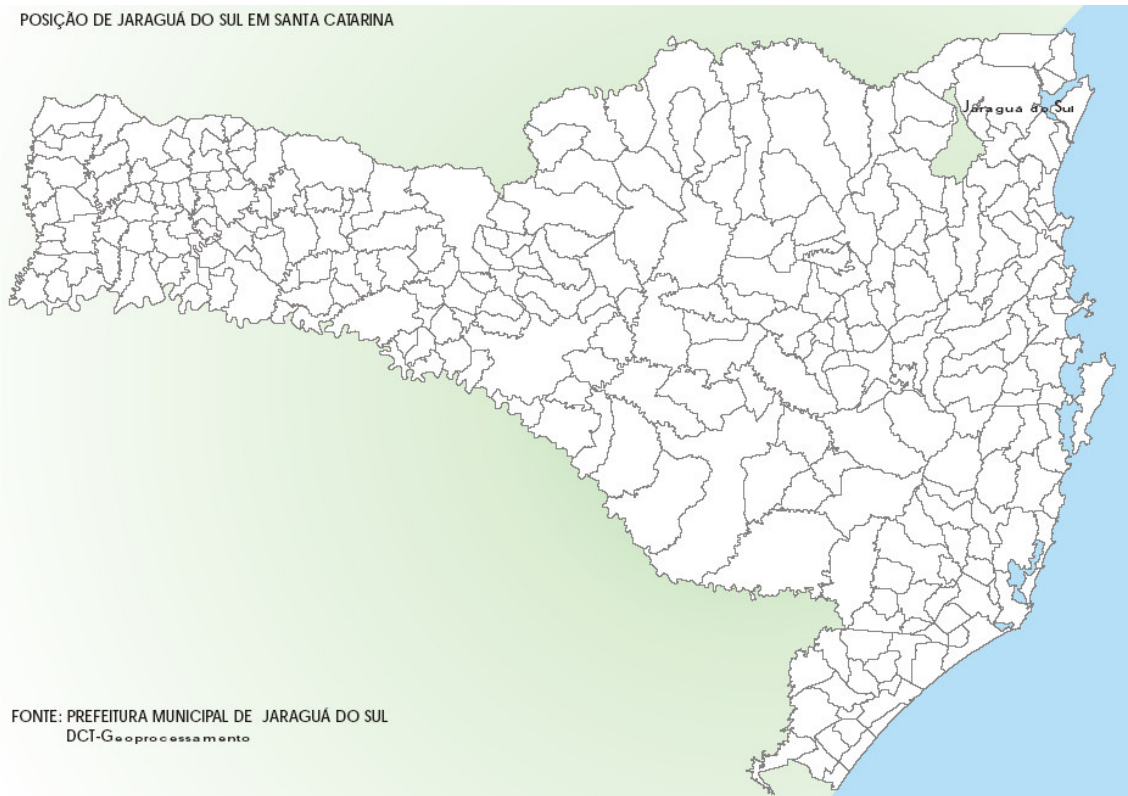 POSIÇÃO DE JARAGUÁ DO SUL EM SANTA CATARINA
Jaraguá do Sul
FONTE: PREFEITURA MUNICIPAL DE JARAGUÁ DO SUL
DCT-Geoprocessamento